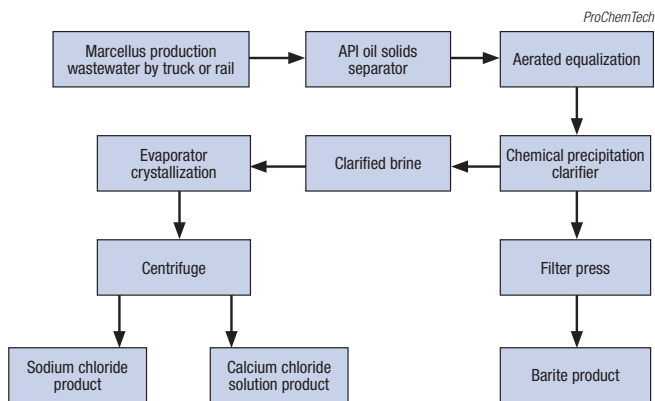 ProChemTech
Marcellus production
wastewater by truck or rail
API oil solids
separator
Aerated equalization
Evaporator
crystallization
Clarified brine
Chemical precipitation
clarifier
Centrifuge
Filter press
Sodium chloride
product
Calcium chloride
solution product
Barite product